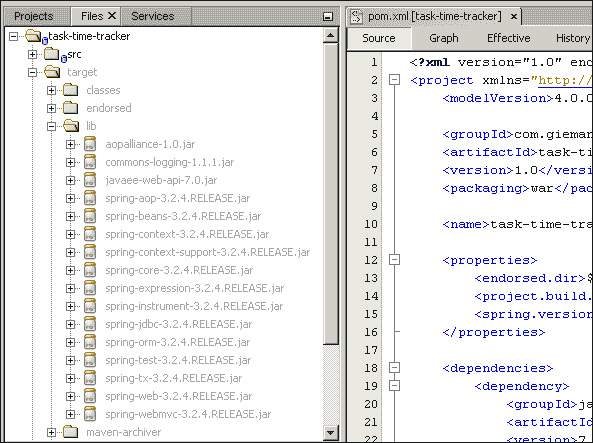 Projects Files Services
task-time-tracker
src
target
classes
endorsed
lib
aopalliance-1.0.jar
commons-logging-1.1.1.jar
javaee-web-api-7.0.jar
spring-aop-3.2.4.RELEASE.jar
spring-beans-3.2.4.RELEASE.jar
spring-context-3.2.4.RELEASE.jar
spring-context-support-3.2.4.RELEASE.jar
spring-core-3.2.4.RELEASE.jar
spring-expression-3.2.4.RELEASE.jar
spring-instrument-3.2.4.RELEASE.jar
spring-jdbc-3.2.4.RELEASE.jar
spring-orm-3.2.4.RELEASE.jar
spring-test-3.2.4.RELEASE.jar
spring-tx-3.2.4.RELEASE.jar
spring-web-3.2.4.RELEASE.jar
spring-webmvc-3.2.4.RELEASE.jar
maven-archiver
pom.xml [task-time-tracker]
Source Graph Effective History
1 <?xml version="1.0" enc
2 <project xmlns="http://
3 <modelVersion>4.0.0
4
5 <groupId>com.gieman
6 <artifactId>task-ti
7 <version>1.0</versi
8 <packaging>war</pac
9
10 <name>task-time-tra
11
12 <properties>
13 <endorsed.dir>$
14 <project.build.
15 <spring.version
16 </properties>
17
18 <dependencies>
19 <dependency>
20 <groupId>ja
21 <artifactId
22 <version>7